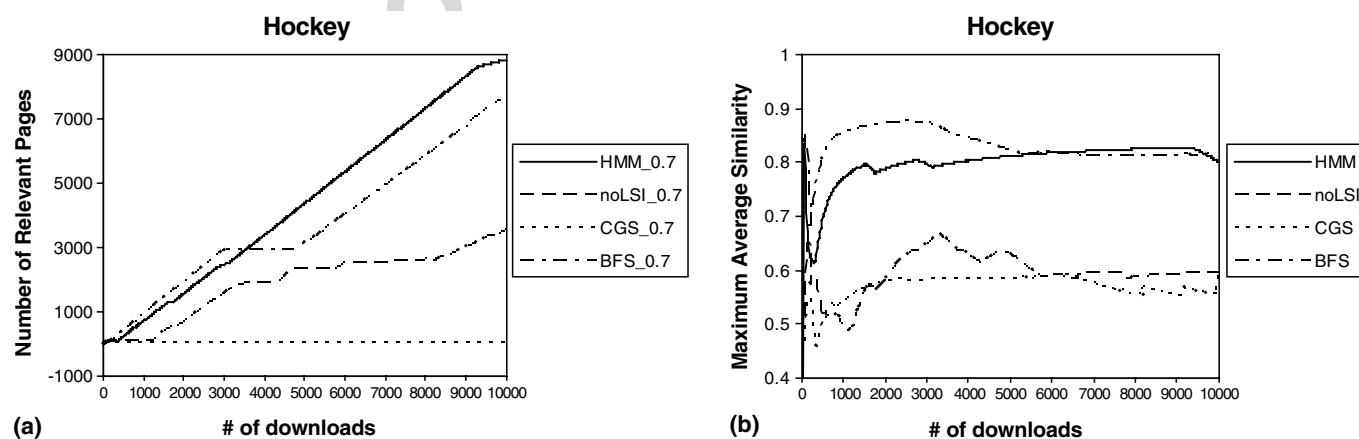 Hockey
Number of Relevant Pages
9000
7000
5000
3000
1000
-1000
0 1000 2000 3000 4000 5000 6000 7000 8000 9000 10000
# of downloads
HMM_0.7
noLSI_0.7
CGS_0.7
BFS_0.7
(a)
Hockey
Maximum Average Similarity
1
0.9
0.8
0.7
0.6
0.5
0.4
0 1000 2000 3000 4000 5000 6000 7000 8000 9000 10000
# of downloads
HMM
noLSI
CGS
BFS
(b)